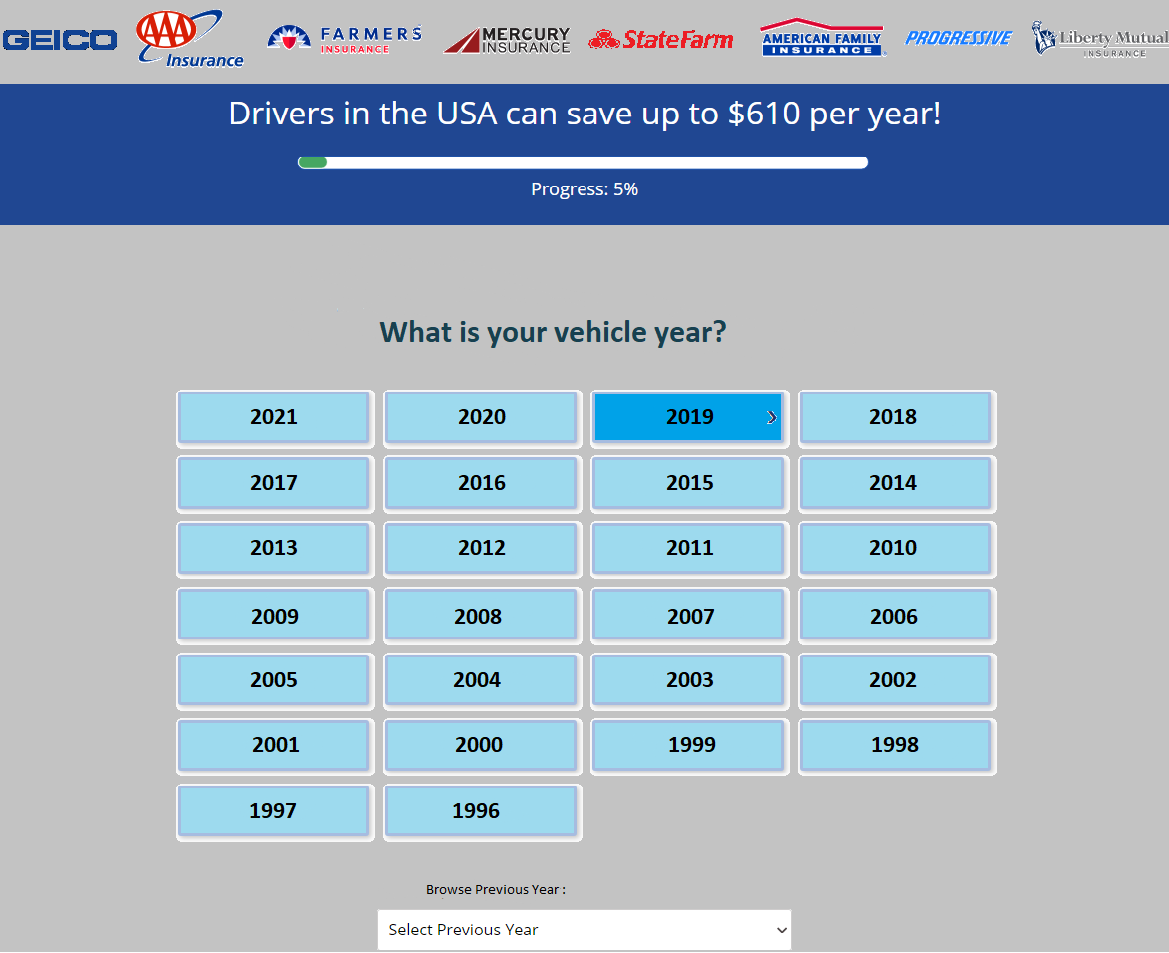 GEICO AAA Insurance FARMERS INSURANCE MERCURY INSURANCE StateFarm AMERICAN FAMILY INSURANCE PROGRESSIVE Liberty Mutual INSURANCE
Drivers in the USA can save up to $610 per year!
Progress: 5%
What is your vehicle year?
2021 2020 2019 2018
2017 2016 2015 2014
2013 2012 2011 2010
2009 2008 2007 2006
2005 2004 2003 2002
2001 2000 1999 1998
1997 1996
Browse Previous Year :
Select Previous Year